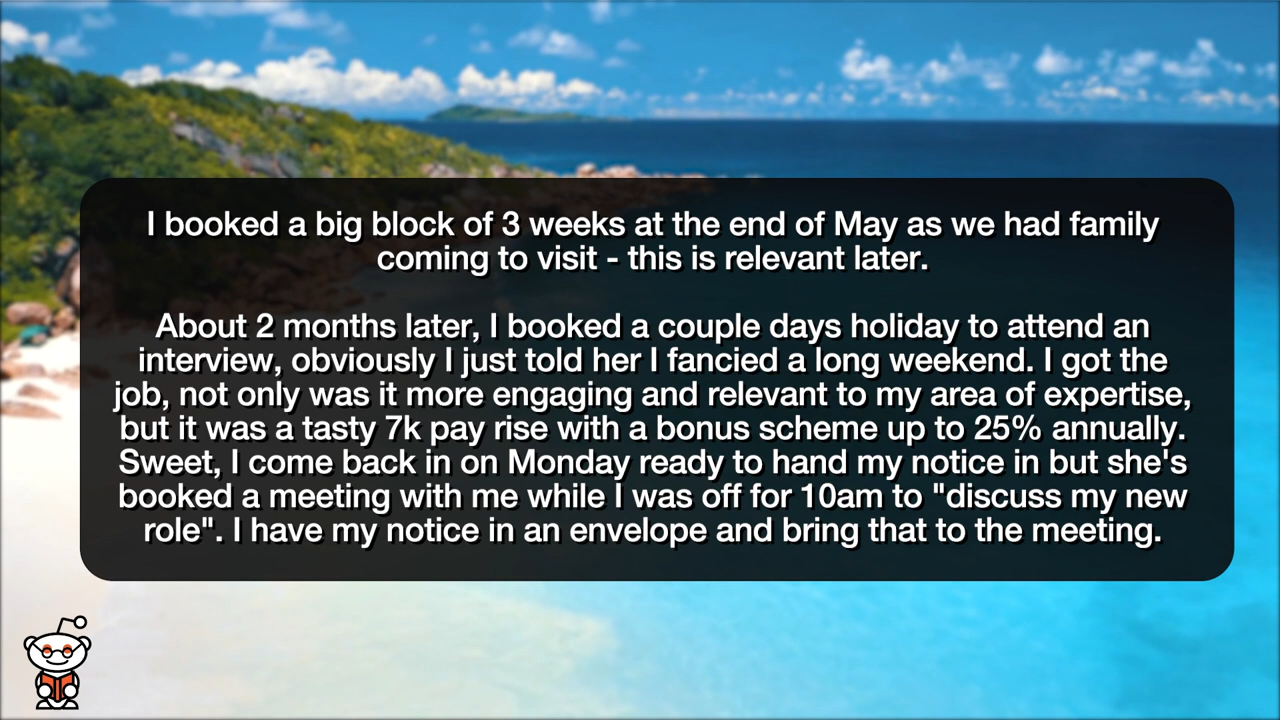 I booked a big block of 3 weeks at the end of May as we had family
coming to visit - this is relevant later.
About 2 months later, I booked a couple days holiday to attend an
interview, obviously I just told her I fancied a long weekend. I got the
job, not only was it more engaging and relevant to my area of expertise,
but it was a tasty 7k pay rise with a bonus scheme up to 25% annually.
Sweet, I come back in on Monday ready to hand my notice in but she's
booked a meeting with me while I was off for 10am to "discuss my new
role". I have my notice in an envelope and bring that to the meeting.